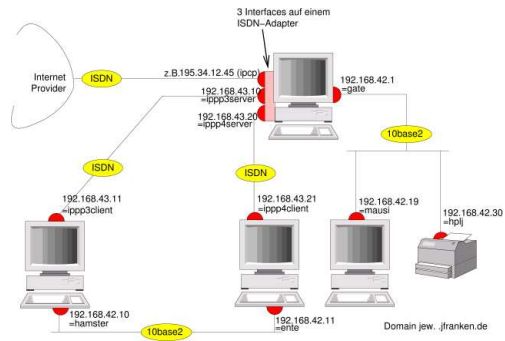 3 Interfaces auf einem
ISDN-Adapter
Internet
Provider
ISDN
z.B.195.34.12.45 (ipcp)
192.168.43.10
=ippp3server
192.168.43.20
=ippp4server
192.168.42.1
=gate
10base2
ISDN
ISDN
192.168.43.11
=ippp3client
192.168.43.21
=ippp4client
192.168.42.19
=mausi
192.168.42.30
=hplj
192.168.42.10
=hamster
10base2
192.168.42.11
=ente
Domain jew. .jfranken.de